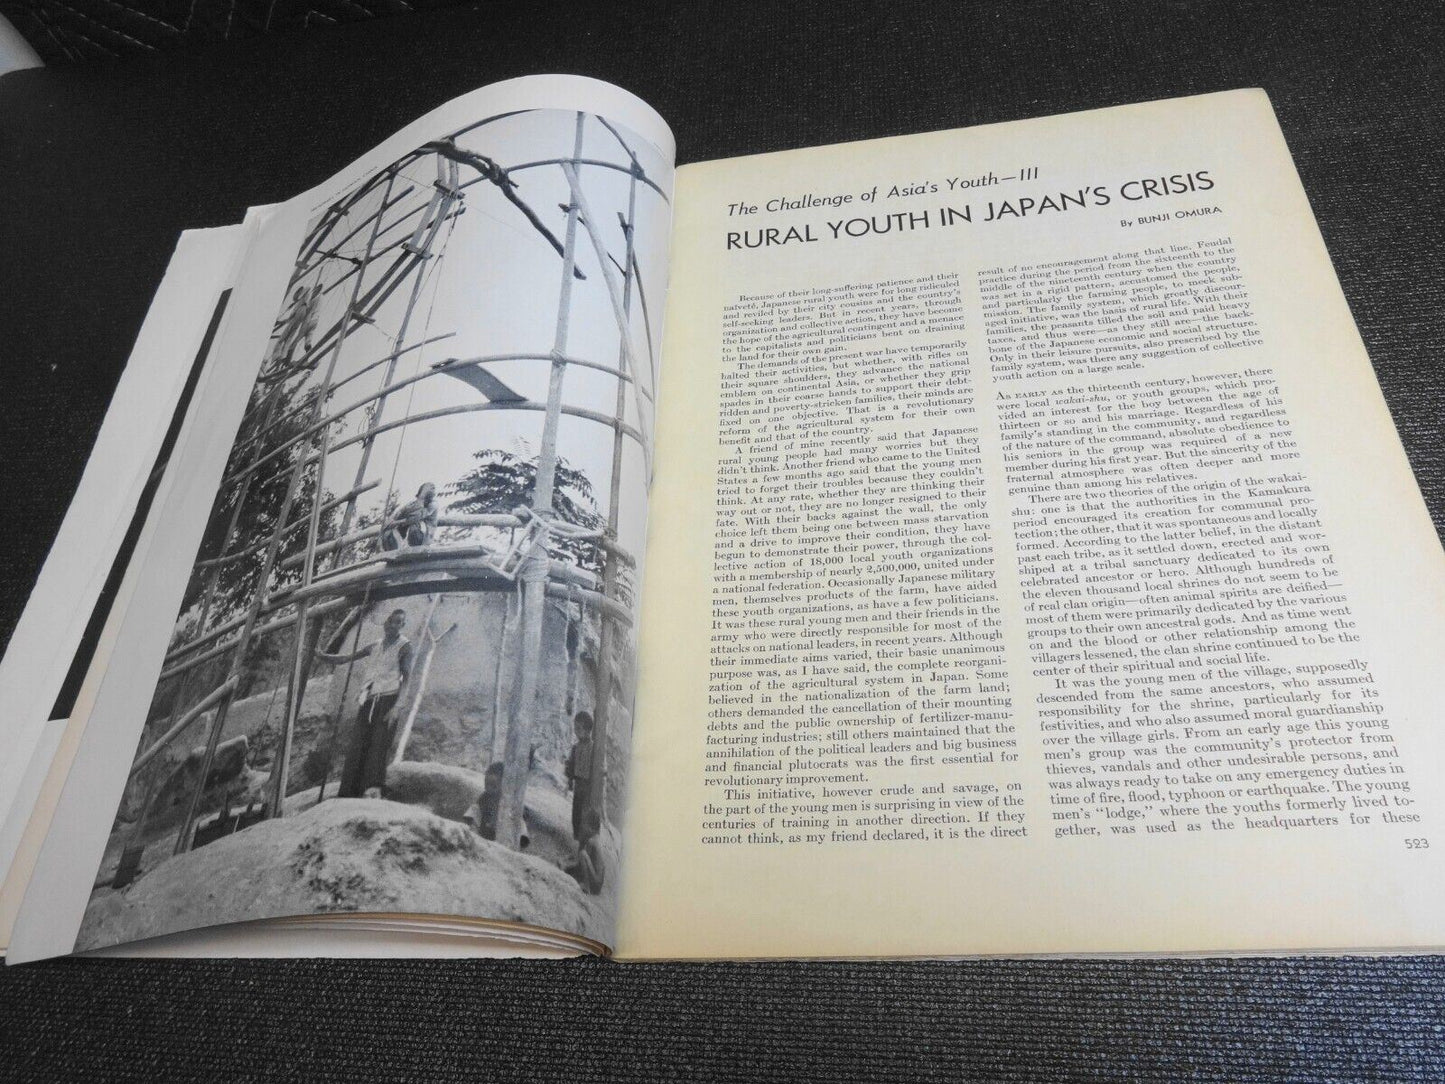 The Challenge of Asia's Youth—III
RURAL YOUTH IN JAPAN'S CRISIS
By BUNJI OMURA
Because of their long-suffering patience and their
naïveté, Japanese rural youth were for long ridiculed
and reviled by their city cousins and the country's
self-seeking leaders. But in recent years, through
organization and collective action, they have become
the hope of the agricultural contingent and a menace
to the capitalists and politicians bent on draining
the land for their own gain.
The demands of the present war have temporarily
halted their activities, but whether, with rifles on
their square shoulders, they advance the national
emblem on continental Asia, or whether they grip
spades in their coarse hands to support their debt-
ridden and poverty-stricken families, their minds are
fixed on one objective. That is a revolutionary
reform of the agricultural system for their own
benefit and that of the country.
A friend of mine recently said that Japanese
rural young people had many worries but they
didn't think. Another friend who came to the United
States a few months ago said that the young men
tried to forget their troubles because they couldn't
think. At any rate, whether they are thinking their
way out or not, they are no longer resigned to their
fate. With their backs against the wall, the only
choice left them being one between mass starvation
and a drive to improve their condition, they have
begun to demonstrate their power, through the col-
lective action of 18,000 local youth organizations
with a membership of nearly 2,500,000, united under
a national federation. Occasionally Japanese military
men, themselves products of the farm, have aided
these youth organizations, as have a few politicians.
It was these rural young men and their friends in the
army who were directly responsible for most of the
attacks on national leaders, in recent years. Although
their immediate aims varied, their basic unanimous
purpose was, as I have said, the complete reorgani-
zation of the agricultural system in Japan. Some
believed in the nationalization of the farm land;
others demanded the cancellation of their mounting
debts and the public ownership of fertilizer-manu-
facturing industries; still others maintained that the
annihilation of the political leaders and big business
and financial plutocrats was the first essential for
revolutionary improvement.
This initiative, however crude and savage, on
the part of the young men is surprising in view of the
centuries of training in another direction. If they
cannot think, as my friend declared, it is the direct
result of no encouragement along that line. Feudal
practice during the period from the sixteenth to the
middle of the nineteenth century when the country
was set in a rigid pattern, accustomed the people,
and particularly the farming people, to meek sub-
mission. The family system, which greatly discour-
aged initiative, was the basis of rural life. With their
families, the peasants tilled the soil and paid heavy
taxes, and thus were—as they still are—the back-
bone of the Japanese economic and social structure.
Only in their leisure pursuits, also prescribed by the
family system, was there any suggestion of collective
youth action on a large scale.
AS EARLY AS the thirteenth century, however, there
were local wakai-shu, or youth groups, which pro-
vided an interest for the boy between the age of
thirteen or so and his marriage. Regardless of his
family's standing in the community, and regardless
of the nature of the command, absolute obedience to
his seniors in the group was required of a new
member during his first year. But the sincerity of the
fraternal atmosphere was often deeper and more
genuine than among his relatives.
There are two theories of the origin of the wakai-
shu: one is that the authorities in the Kamakura
period encouraged its creation for communal pro-
tection; the other, that it was spontaneous and locally
formed. According to the latter belief, in the distant
past each tribe, as it settled down, erected and wor-
shiped at a tribal sanctuary dedicated to its own
celebrated ancestor or hero. Although hundreds of
the eleven thousand local shrines do not seem to be
of real clan origin—often animal spirits are deified—
most of them were primarily dedicated by the various
groups to their own ancestral gods. And as time went
on and the blood or other relationship among the
villagers lessened, the clan shrine continued to be the
center of their spiritual and social life.
It was the young men of the village, supposedly
descended from the same ancestors, who assumed
responsibility for the shrine, particularly for its
festivities, and who also assumed moral guardianship
over the village girls. From an early age this young
men's group was the community's protector from
thieves, vandals and other undesirable persons, and
was always ready to take on any emergency duties in
time of fire, flood, typhoon or earthquake. The young
men's "lodge," where the youths formerly lived to-
gether, was used as the headquarters for these
523